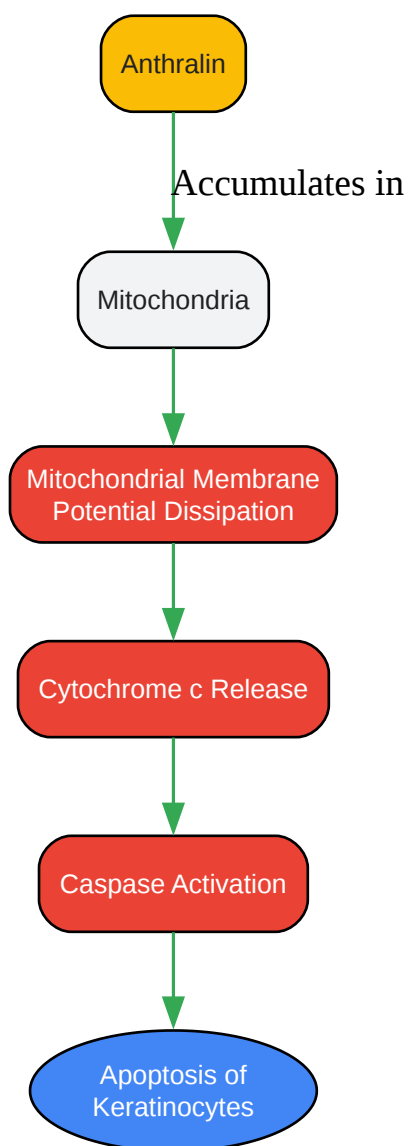 Anthralin
Accumulates in
Mitochondria
Mitochondrial Membrane
Potential Dissipation
Cytochrome c Release
Caspase Activation
Apoptosis of
Keratinocytes